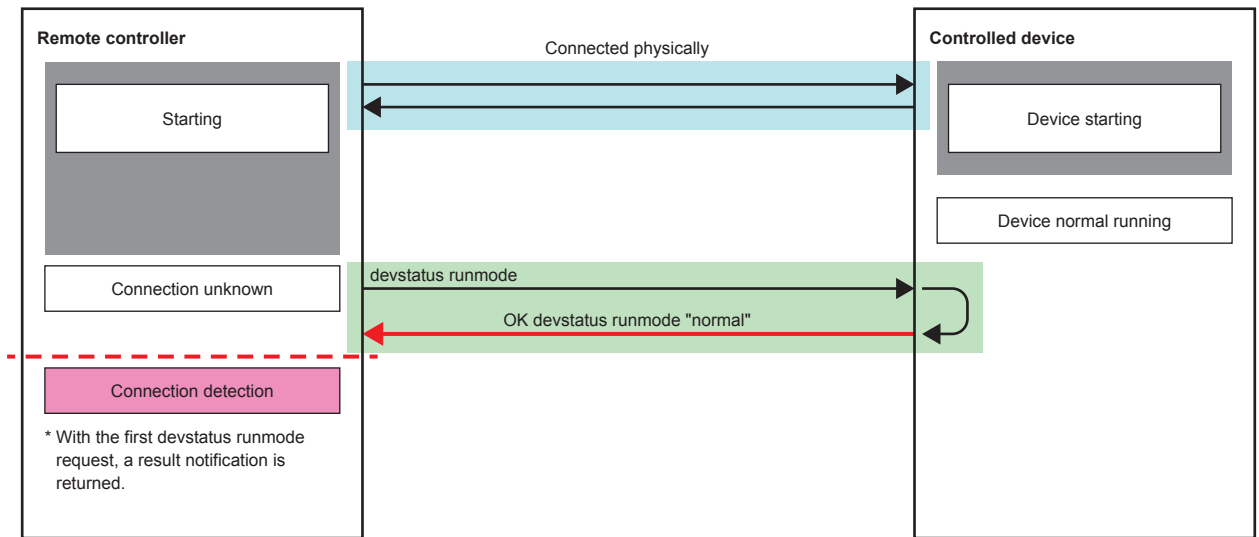 Remote controller
Connected physically
Controlled device
Starting
Device starting
Device normal running
Connection unknown
devstatus runmode
OK devstatus runmode "normal"
Connection detection
* With the first devstatus runmode
request, a result notification is
returned.